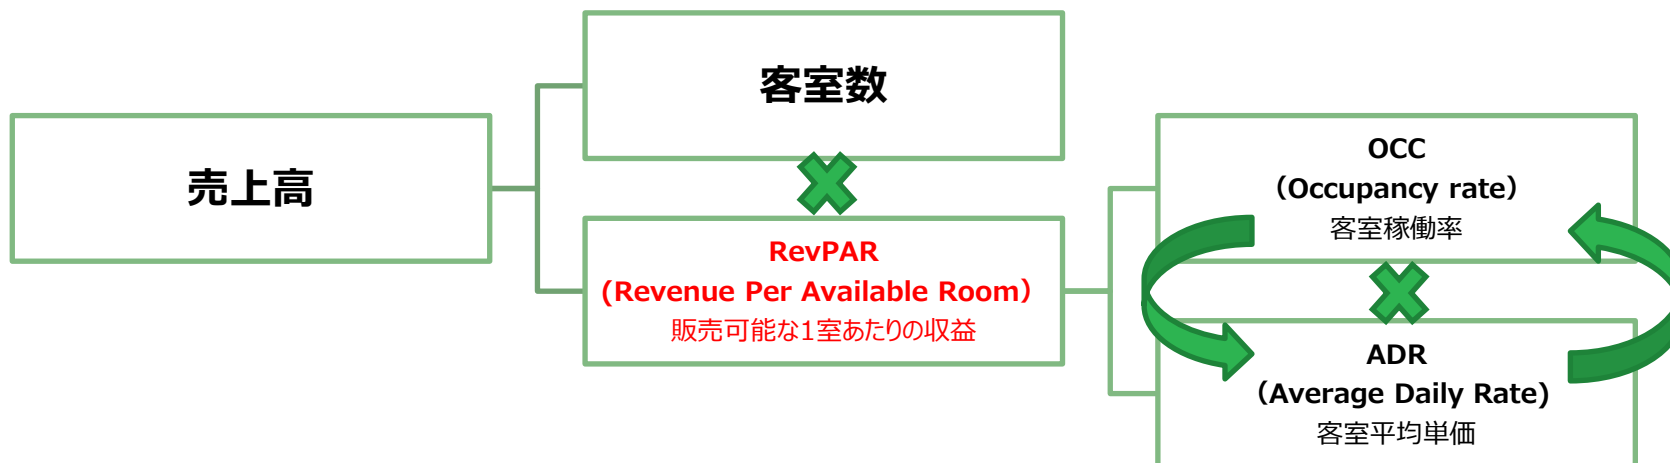 売上高
客室数
RevPAR
(Revenue Per Available Room）
販売可能な1室あたりの収益
OCC
（Occupancy rate）
客室稼働率
ADR
（Average Daily Rate)
客室平均単価